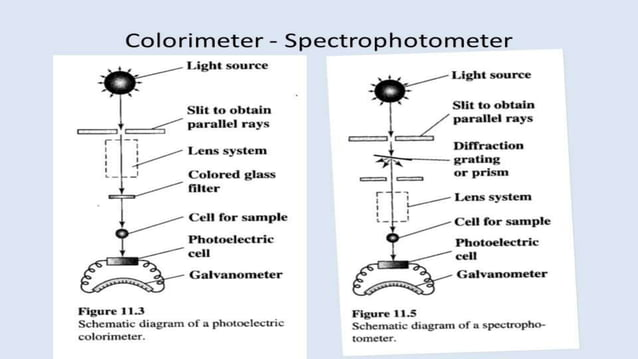 Colorimeter - Spectrophotometer
Light source
Slit to obtain
parallel rays
Lens system
Colored glass
filter
Cell for sample
Photoelectric
cell
Galvanometer
Figure 11.3
Schematic diagram of a photoelectric
colorimeter.
Light source
Slit to obtain
parallel rays
Diffraction
grating
or prism
Lens system
Cell for sample
Photoelectric
cell
Galvanometer
Figure 11.5
Schematic diagram of a spectropho-
tometer.